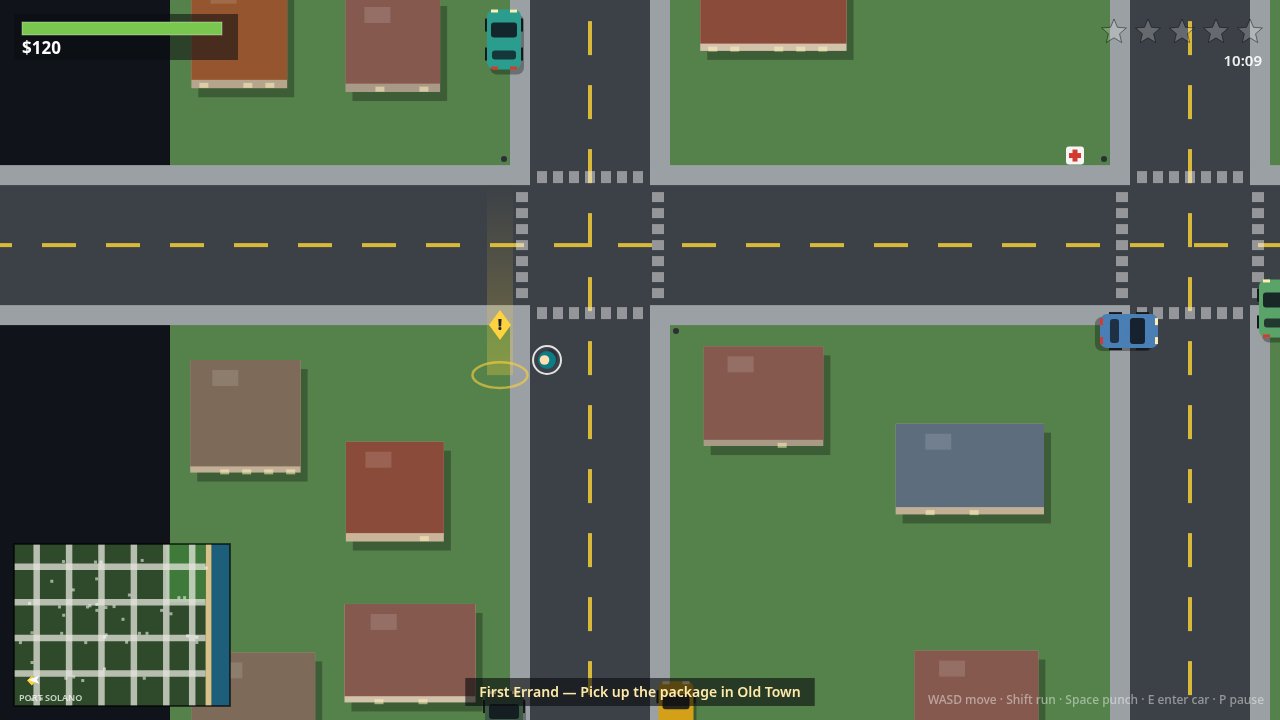 $120
10:09
!
PORT SOLANO
First Errand — Pick up the package in Old Town
WASD move · Shift run · Space punch · E enter car · P pause